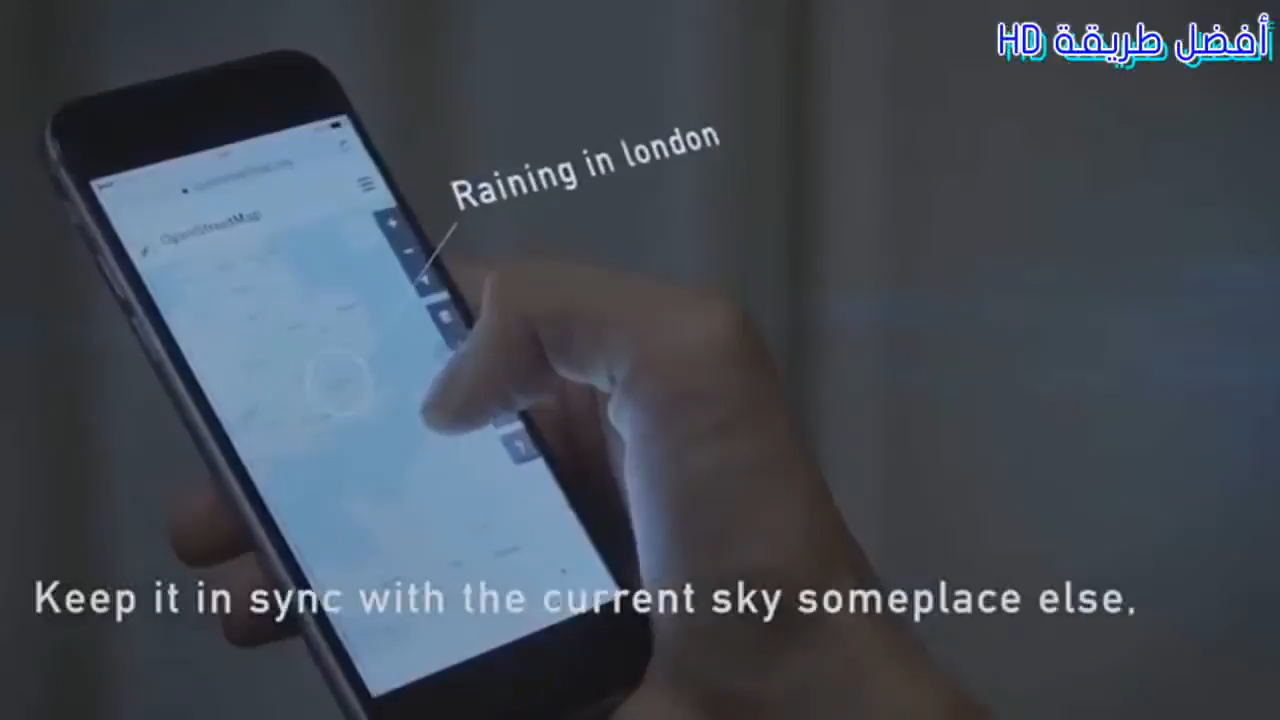 أفضل طريقة HD
Raining in london
OpenStreetMap
Keep it in sync with the current sky someplace else,